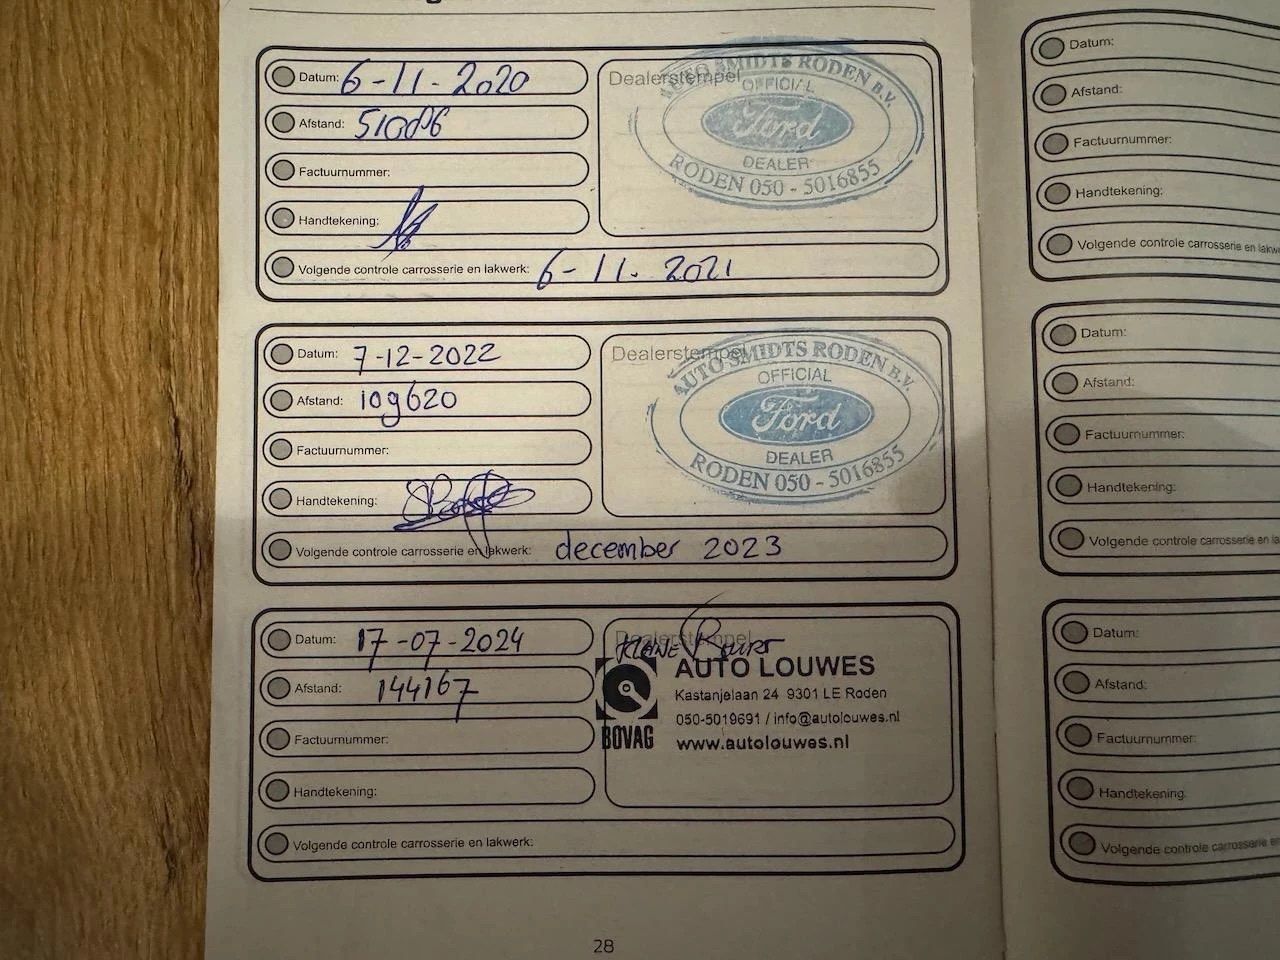 Datum: 6-11-2020
Afstand: 51086
Factuurnummer:
Handtekening:
Volgende controle carrosserie en lakwerk: 6-11-2021
Dealerstempel
AUTO SMIDTS RODEN B.V.
OFFICIAL
Ford
DEALER
RODEN 050 - 5016855
Datum: 7-12-2022
Afstand: 109620
Factuurnummer:
Handtekening:
Volgende controle carrosserie en lakwerk: december 2023
Dealerstempel
AUTO SMIDTS RODEN B.V.
OFFICIAL
Ford
DEALER
RODEN 050 - 5016855
Datum: 17-07-2024
Afstand: 144167
Factuurnummer:
Handtekening:
Volgende controle carrosserie en lakwerk:
Dealerstempel
AUTO LOUWES
Kastanjelaan 24 9301 LE Roden
050-5019691 / info@autolouwes.nl
www.autolouwes.nl
BOVAG
28
Datum:
Afstand:
Factuurnummer:
Handtekening:
Volgende controle carrosserie en lakw
Datum:
Afstand:
Factuurnummer:
Handtekening:
Volgende controle carrosserie en la
Datum:
Afstand:
Factuurnummer:
Handtekening:
Volgende controle carrosserie e